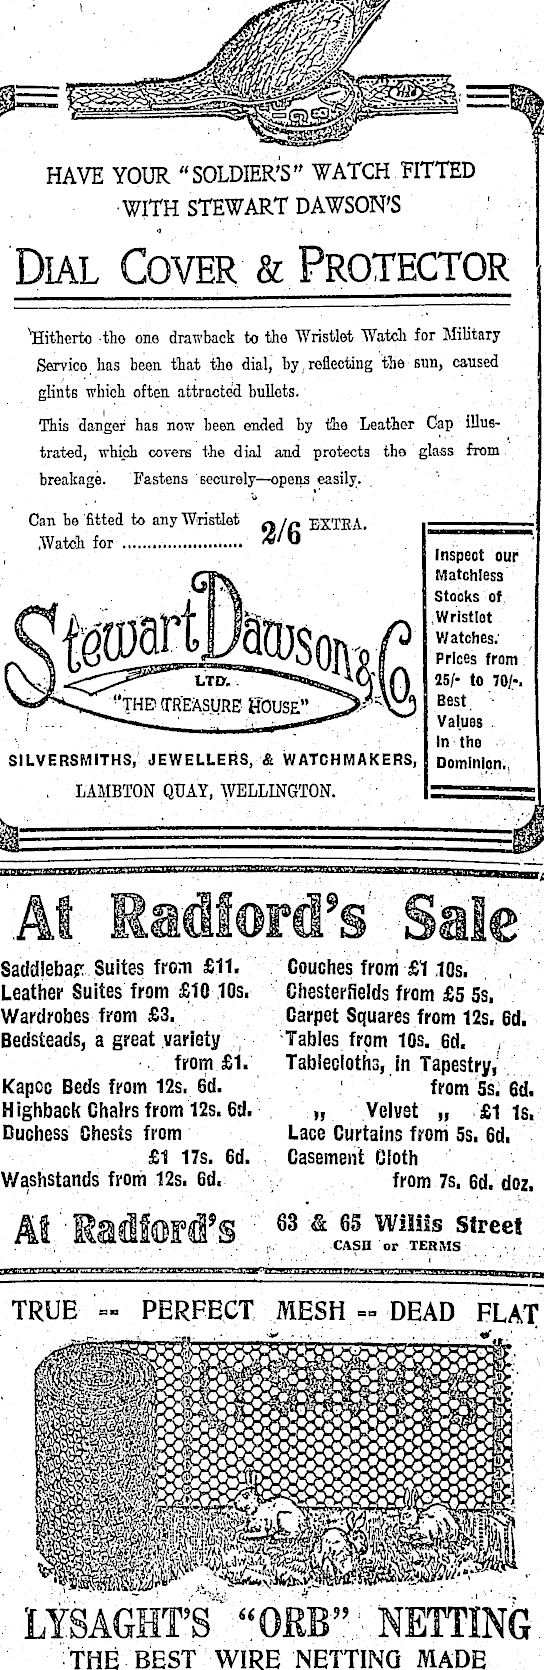 HAVE YOUR "SOLDIER'S" WATCH FITTED
WITH STEWART DAWSON'S
DIAL COVER & PROTECTOR
Hitherto the one drawback to the Wristlet Watch for Military
Service has been that the dial, by reflecting the sun, caused
glints which often attracted bullets.
This danger has now been ended by the Leather Cap illus-
trated, which covers the dial and protects the glass from
breakage. Fastens securely—opens easily.
Can be fitted to any Wristlet
Watch for ........................ 2/6 EXTRA.
Stewart Dawson & Co.
LTD.
"THE TREASURE HOUSE"
SILVERSMITHS, JEWELLERS, & WATCHMAKERS,
LAMBTON QUAY, WELLINGTON.
Inspect our
Matchless
Stocks of
Wristlet
Watches.
Prices from
25/- to 70/-.
Best
Values
in the
Dominion.
At Radford's Sale
Saddlebag Suites from £11.
Leather Suites from £10 10s.
Wardrobes from £3.
Bedsteads, a great variety
from £1.
Kapoc Beds from 12s. 6d.
Highback Chairs from 12s. 6d.
Duchess Chests from
£1 17s. 6d.
Washstands from 12s. 6d.
Couches from £1 10s.
Chesterfields from £5 5s.
Carpet Squares from 12s. 6d.
Tables from 10s. 6d.
Tablecloths, in Tapestry,
from 5s. 6d.
„ Velvet „ £1 1s.
Lace Curtains from 5s. 6d.
Casement Cloth
from 7s. 6d. doz.
At Radford's
63 & 65 Willis Street
CASH or TERMS
TRUE -- PERFECT MESH -- DEAD FLAT
LYSAGHT'S
LYSAGHT'S "ORB" NETTING
THE BEST WIRE NETTING MADE